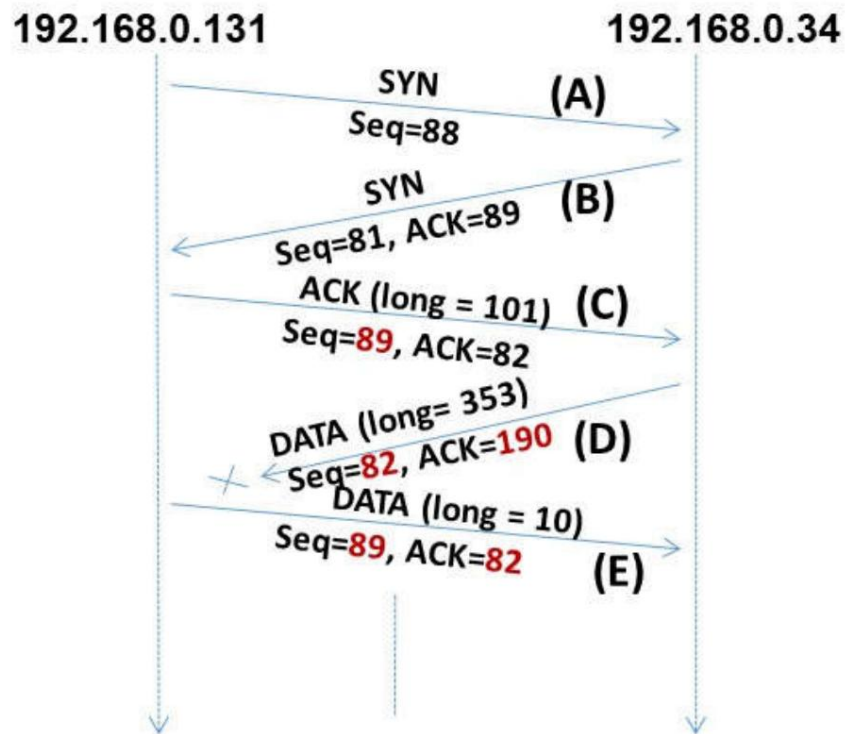 192.168.0.131 192.168.0.34
SYN (A)
Seq=88
SYN (B)
Seq=81, ACK=89
ACK (long = 101) (C)
Seq=89, ACK=82
DATA (long= 353) (D)
Seq=82, ACK=190
DATA (long = 10)
Seq=89, ACK=82 (E)